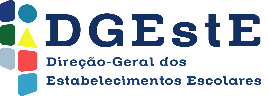 DGEstE
Direção-Geral dos
Estabelecimentos Escolares